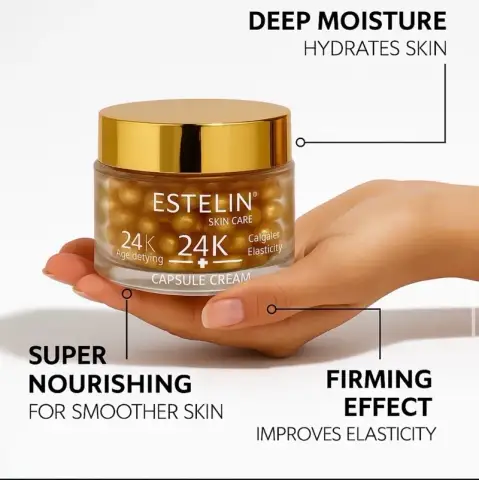 DEEP MOISTURE
HYDRATES SKIN
ESTELIN®
SKIN CARE
24K
Age defying
24K
Calgaler
Elasticity
CAPSULE CREAM
SUPER
NOURISHING
FOR SMOOTHER SKIN
FIRMING
EFFECT
IMPROVES ELASTICITY